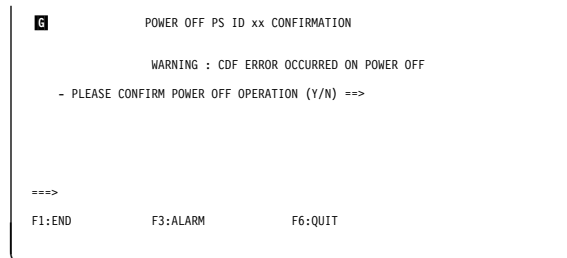 G POWER OFF PS ID xx CONFIRMATION
WARNING : CDF ERROR OCCURRED ON POWER OFF
- PLEASE CONFIRM POWER OFF OPERATION (Y/N) ==>
===>
F1:END F3:ALARM F6:QUIT